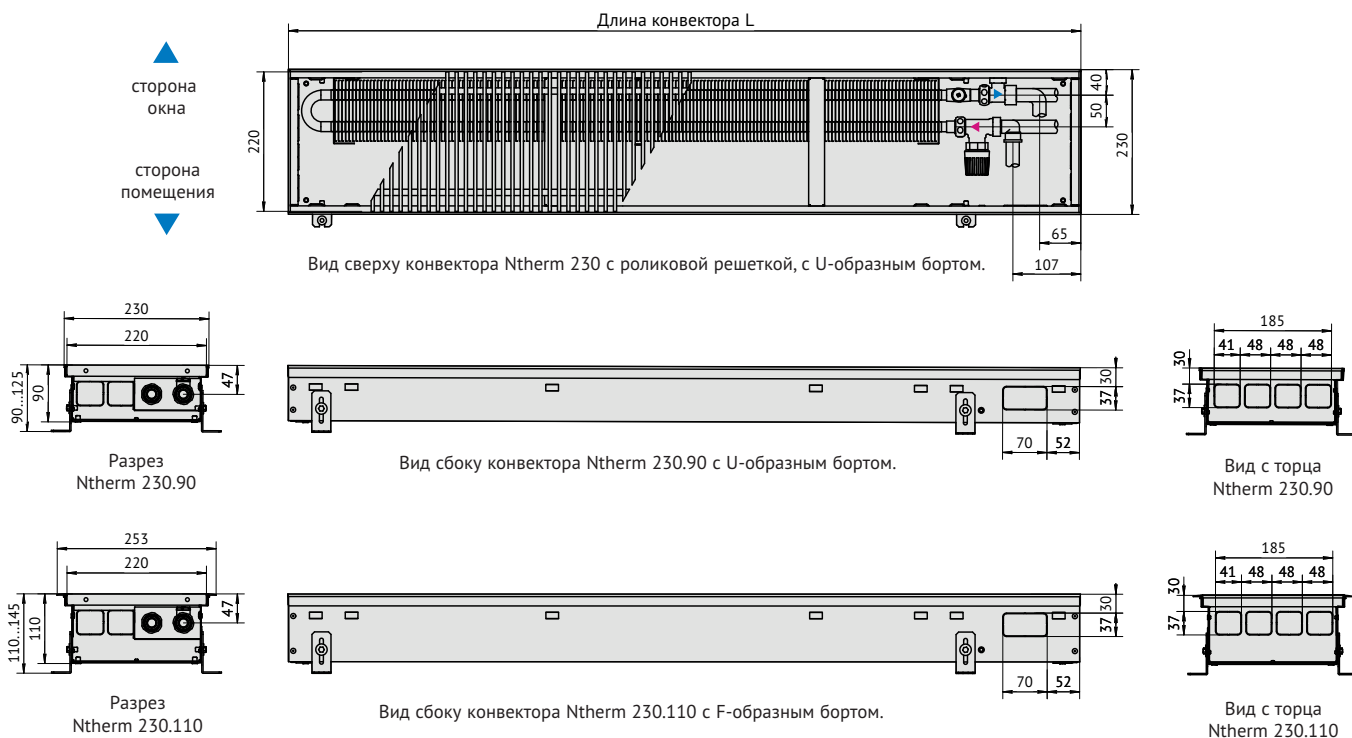 Длина конвектора L
сторона
окна
сторона
помещения
220
40
50
230
65
107
Вид сверху конвектора Ntherm 230 с роликовой решеткой, с U-образным бортом.
230
220
90...125
90
47
Разрез
Ntherm 230.90
30
37
70
52
Вид сбоку конвектора Ntherm 230.90 с U-образным бортом.
185
41
48
48
48
30
37
Вид с торца
Ntherm 230.90
253
220
110...145
110
47
Разрез
Ntherm 230.110
30
37
70
52
Вид сбоку конвектора Ntherm 230.110 с F-образным бортом.
185
41
48
48
48
30
37
Вид с торца
Ntherm 230.110